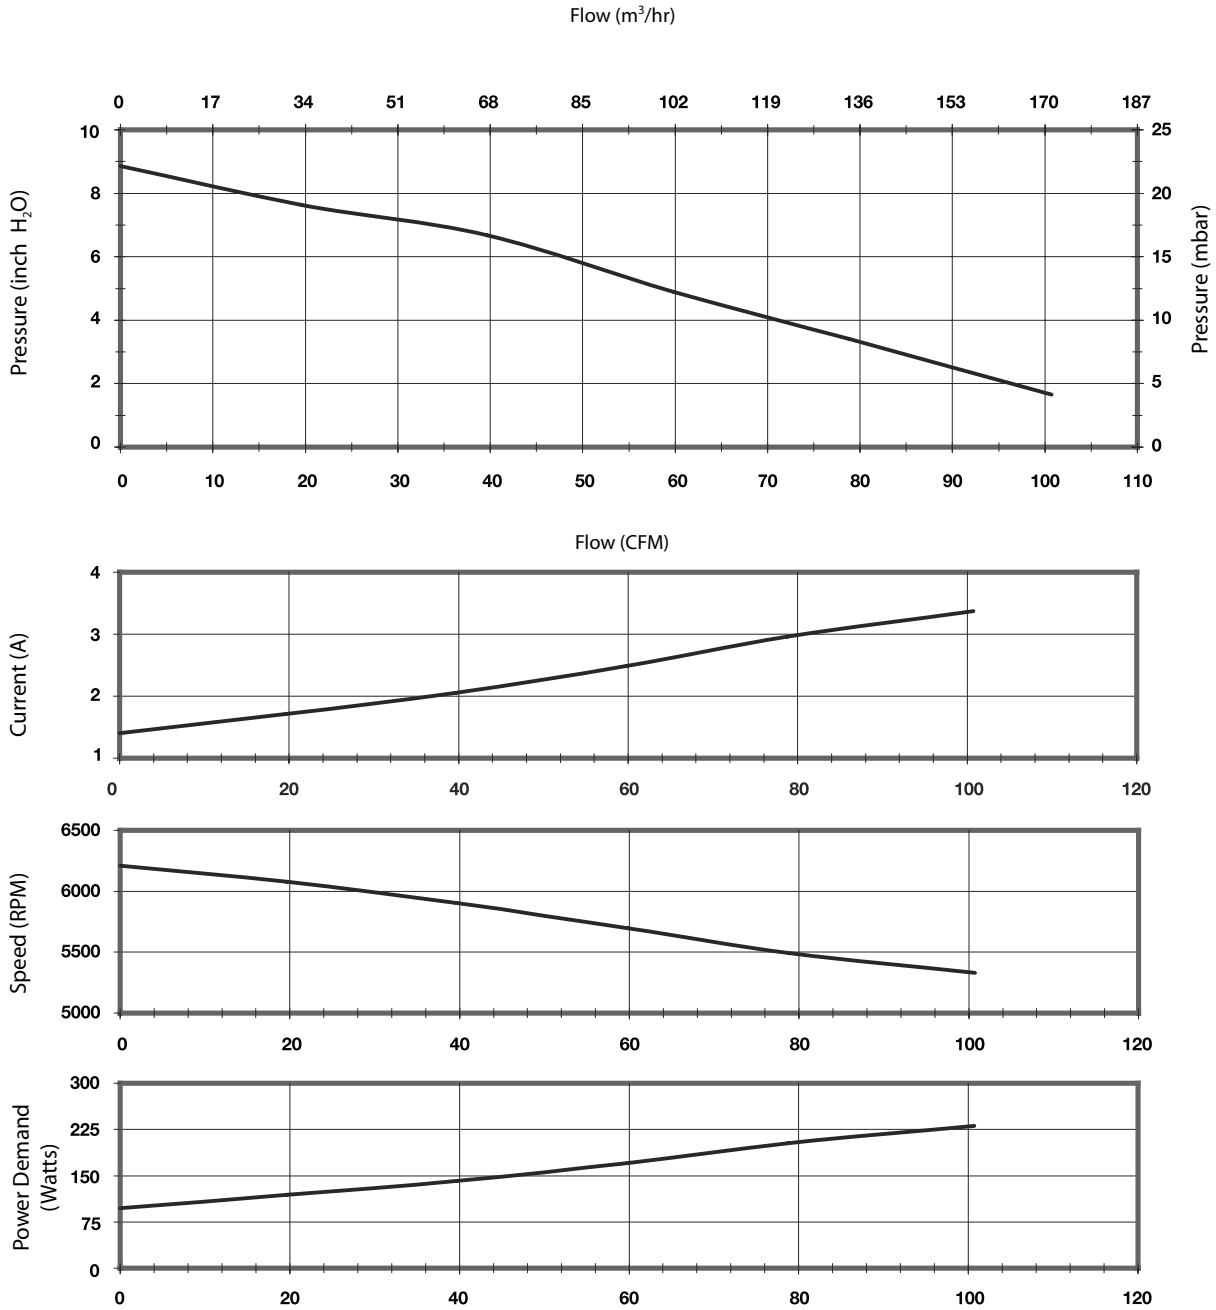 Flow (m³/hr)
0 17 34 51 68 85 102 119 136 153 170 187
Pressure (inch H₂O)
10
8
6
4
2
0
25
20
15
10
5
0
Pressure (mbar)
0 10 20 30 40 50 60 70 80 90 100 110
Flow (CFM)
Current (A)
4
3
2
1
0 20 40 60 80 100 120
Speed (RPM)
6500
6000
5500
5000
0 20 40 60 80 100 120
Power Demand
(Watts)
300
225
150
75
0
0 20 40 60 80 100 120